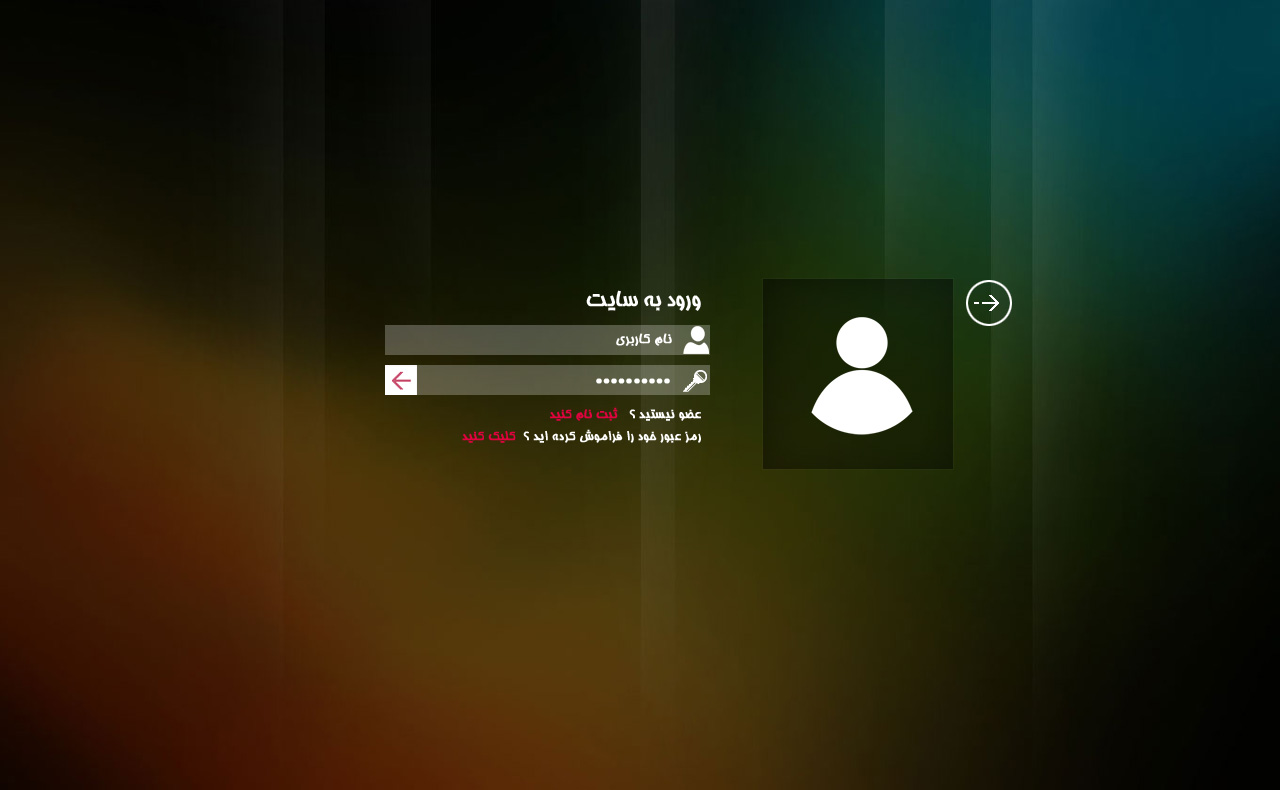 ورود به سایت
نام کاربری
••••••••••
عضو نیستید ؟ ثبت نام کنید
رمز عبور خود را فراموش کرده اید ؟ کلیک کنید